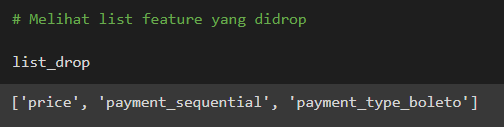 # Melihat list feature yang didrop
list_drop
['price', 'payment_sequential', 'payment_type_boleto']